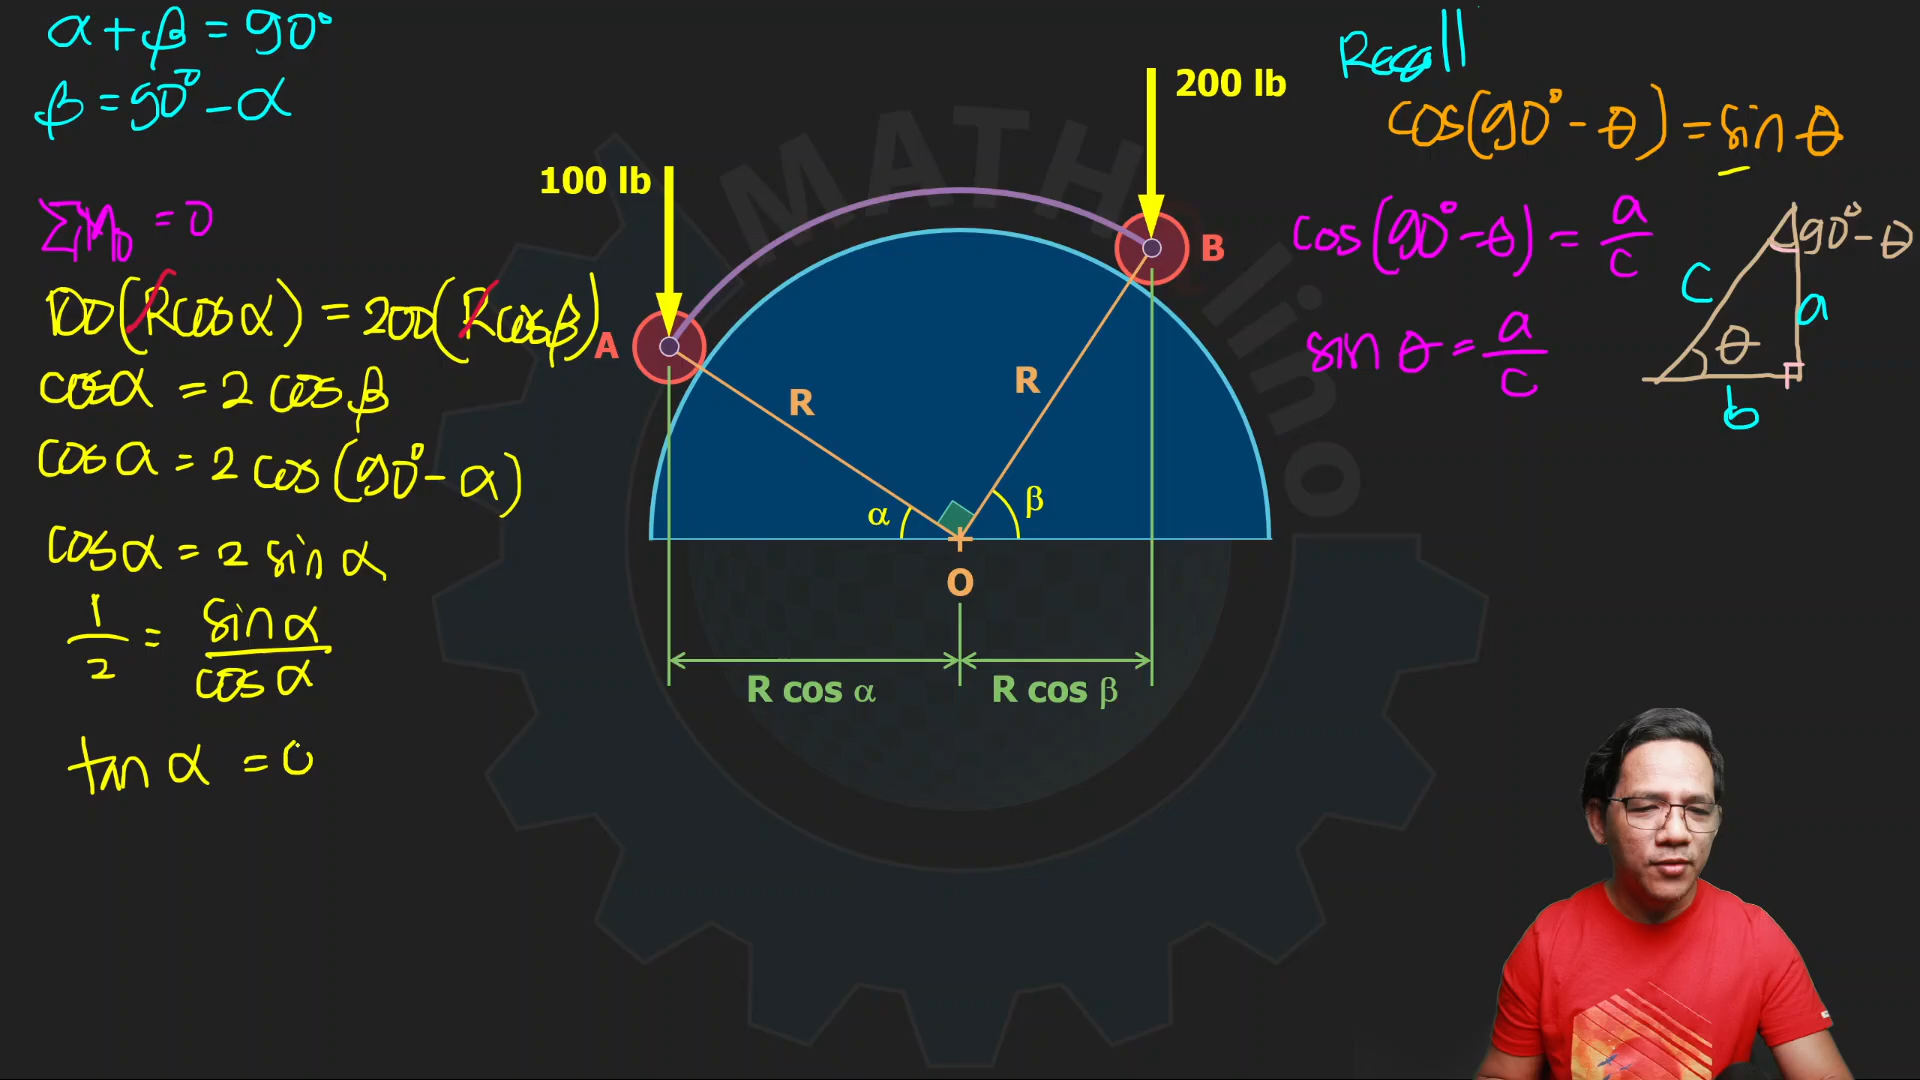 α + β = 90°
β = 90° - α
ΣM₀ = 0
100(R cos α) = 200(R cos β)
cos α = 2 cos β
cos α = 2 cos (90° - α)
cos α = 2 sin α
1/2 = sin α / cos α
tan α = 0
MATHalino
100 lb
200 lb
A
B
R
R
α
β
O
R cos α
R cos β
Recall
cos(90° - θ) = sin θ
cos(90° - θ) = a/c
sin θ = a/c
90° - θ
c
a
θ
b